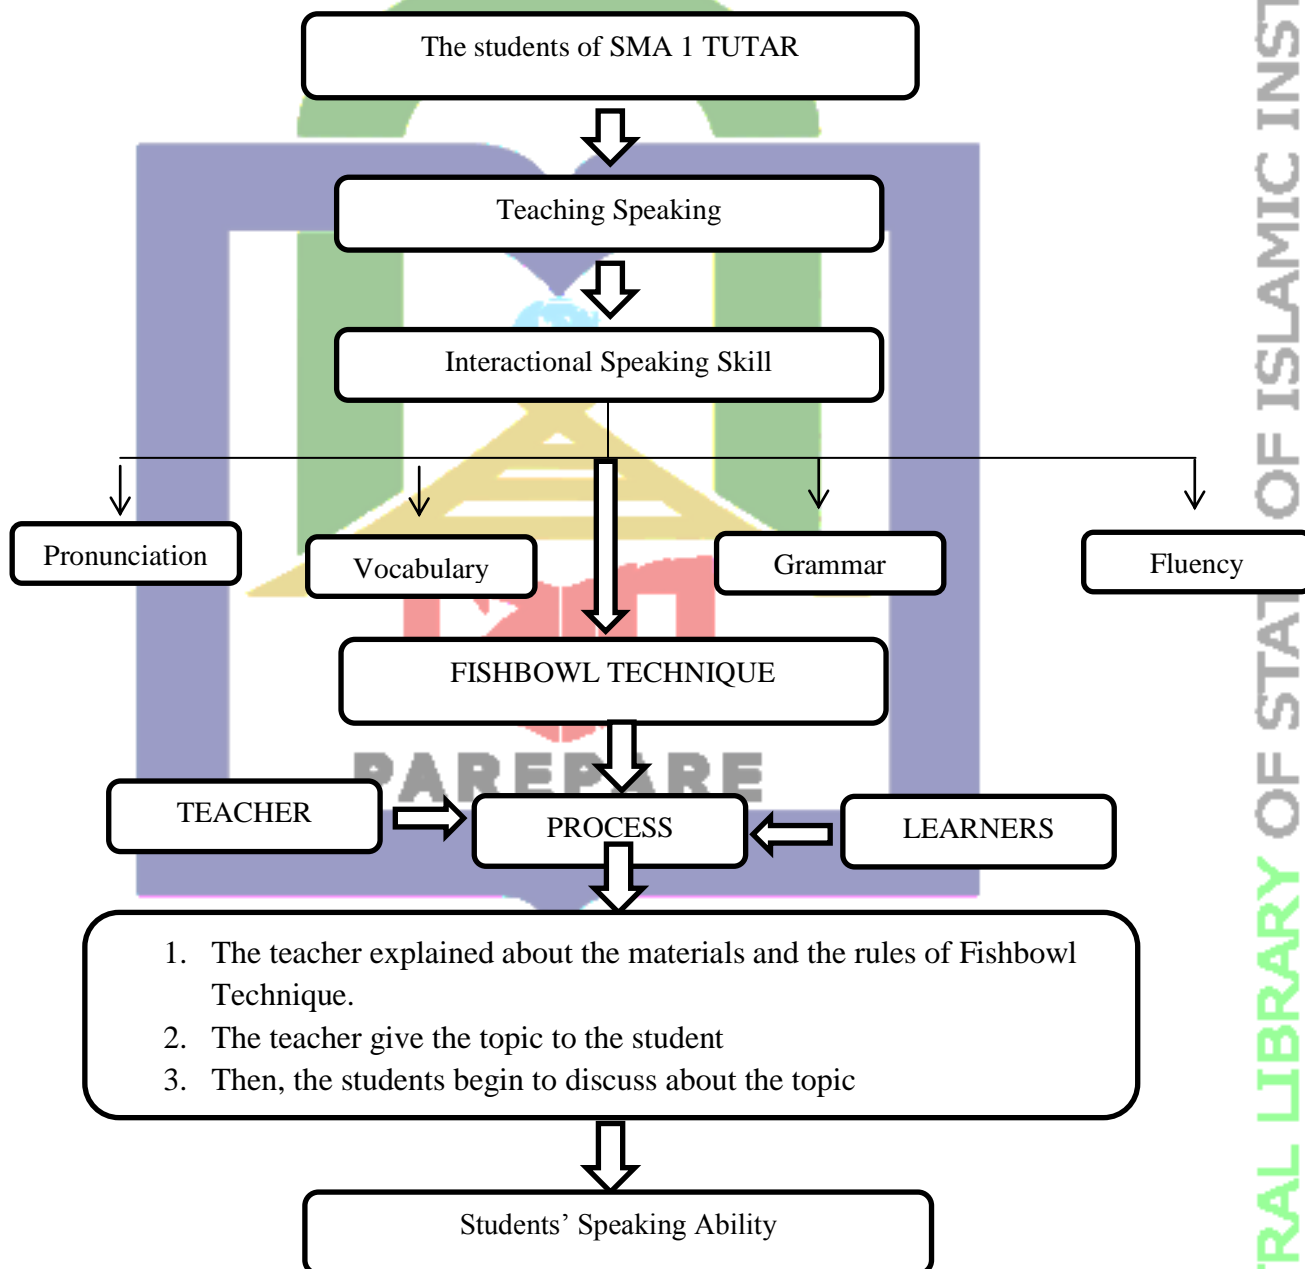 The students of SMA 1 TUTAR
Teaching Speaking
Interactional Speaking Skill
Pronunciation
Vocabulary
Grammar
Fluency
FISHBOWL TECHNIQUE
PAREPARE
TEACHER
PROCESS
LEARNERS
1. The teacher explained about the materials and the rules of Fishbowl
Technique.
2. The teacher give the topic to the student
3. Then, the students begin to discuss about the topic
Students’ Speaking Ability
LIBRARY OF OF ISLAMIC